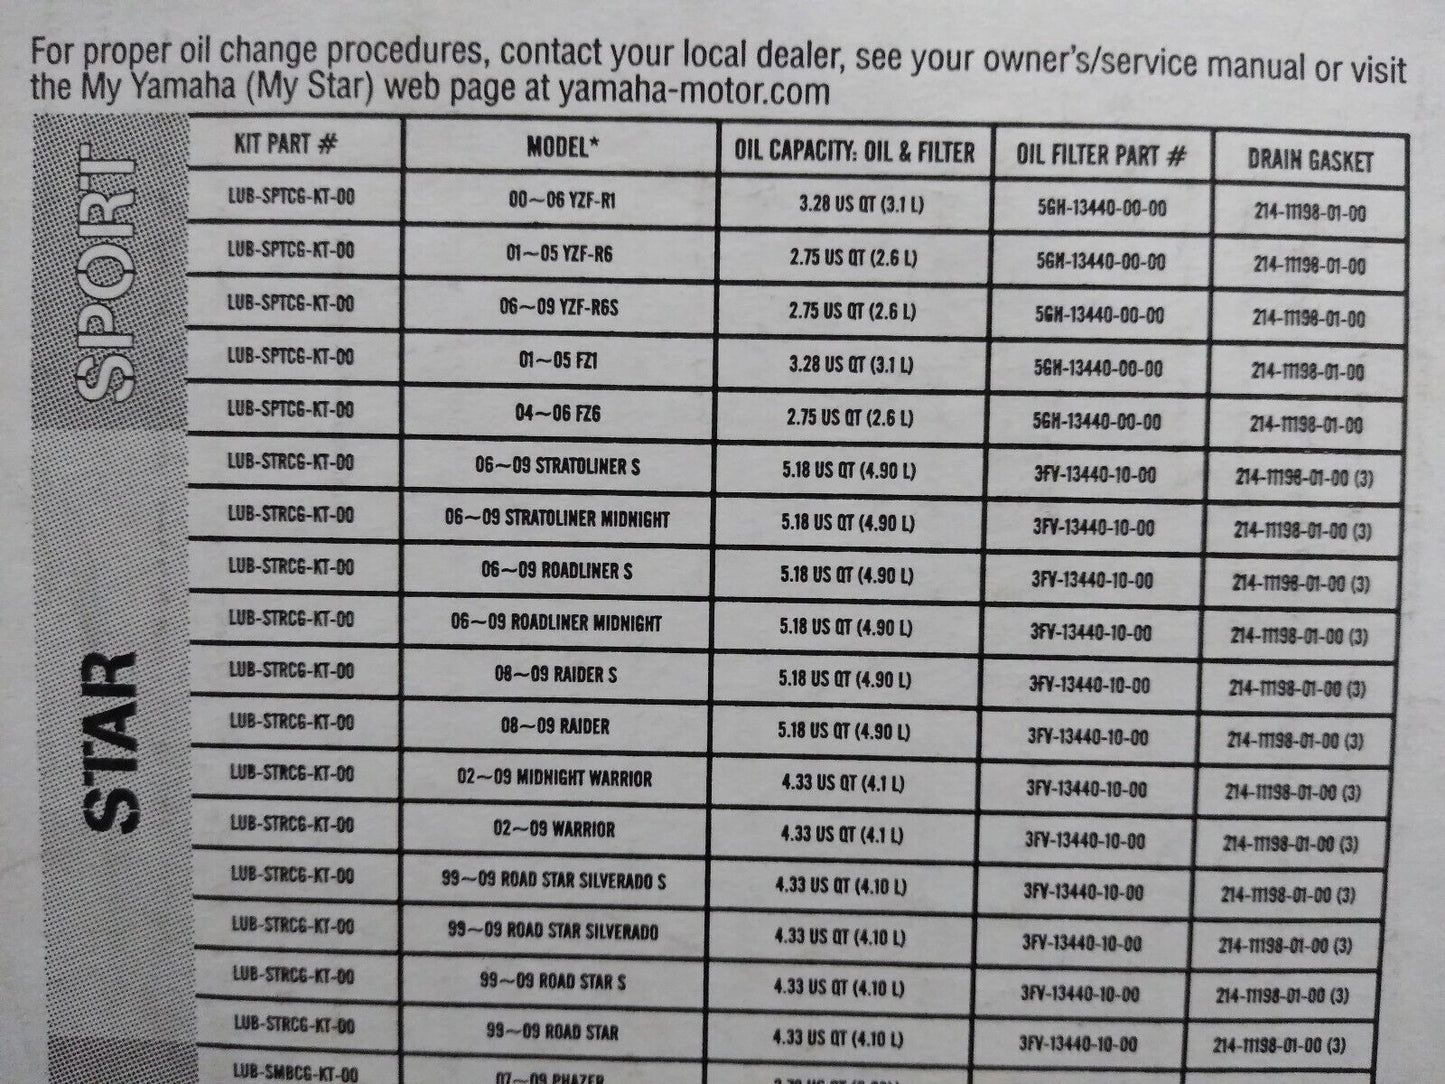 For proper oil change procedures, contact your local dealer, see your owner's/service manual or visit
the My Yamaha (My Star) web page at yamaha-motor.com
KIT PART # MODEL* OIL CAPACITY: OIL & FILTER OIL FILTER PART # DRAIN GASKET
SPORT
LUB-SPTCG-KT-00 00~06 YZF-R1 3.28 US QT (3.1 L) 5GH-13440-00-00 214-11198-01-00
LUB-SPTCG-KT-00 01~05 YZF-R6 2.75 US QT (2.6 L) 5GH-13440-00-00 214-11198-01-00
LUB-SPTCG-KT-00 06~09 YZF-R6S 2.75 US QT (2.6 L) 5GH-13440-00-00 214-11198-01-00
LUB-SPTCG-KT-00 01~05 FZ1 3.28 US QT (3.1 L) 5GH-13440-00-00 214-11198-01-00
LUB-SPTCG-KT-00 04~06 FZ6 2.75 US QT (2.6 L) 5GH-13440-00-00 214-11198-01-00
STAR
LUB-STRCG-KT-00 06~09 STRATOLINER S 5.18 US QT (4.90 L) 3FV-13440-10-00 214-11198-01-00 (3)
LUB-STRCG-KT-00 06~09 STRATOLINER MIDNIGHT 5.18 US QT (4.90 L) 3FV-13440-10-00 214-11198-01-00 (3)
LUB-STRCG-KT-00 06~09 ROADLINER S 5.18 US QT (4.90 L) 3FV-13440-10-00 214-11198-01-00 (3)
LUB-STRCG-KT-00 06~09 ROADLINER MIDNIGHT 5.18 US QT (4.90 L) 3FV-13440-10-00 214-11198-01-00 (3)
LUB-STRCG-KT-00 08~09 RAIDER S 5.18 US QT (4.90 L) 3FV-13440-10-00 214-11198-01-00 (3)
LUB-STRCG-KT-00 08~09 RAIDER 5.18 US QT (4.90 L) 3FV-13440-10-00 214-11198-01-00 (3)
LUB-STRCG-KT-00 02~09 MIDNIGHT WARRIOR 4.33 US QT (4.1 L) 3FV-13440-10-00 214-11198-01-00 (3)
LUB-STRCG-KT-00 02~09 WARRIOR 4.33 US QT (4.1 L) 3FV-13440-10-00 214-11198-01-00 (3)
LUB-STRCG-KT-00 99~09 ROAD STAR SILVERADO S 4.33 US QT (4.10 L) 3FV-13440-10-00 214-11198-01-00 (3)
LUB-STRCG-KT-00 99~09 ROAD STAR SILVERADO 4.33 US QT (4.10 L) 3FV-13440-10-00 214-11198-01-00 (3)
LUB-STRCG-KT-00 99~09 ROAD STAR S 4.33 US QT (4.10 L) 3FV-13440-10-00 214-11198-01-00 (3)
LUB-STRCG-KT-00 99~09 ROAD STAR 4.33 US QT (4.10 L) 3FV-13440-10-00 214-11198-01-00 (3)
LUB-SMBCG-KT-00 07~09 PHAZER